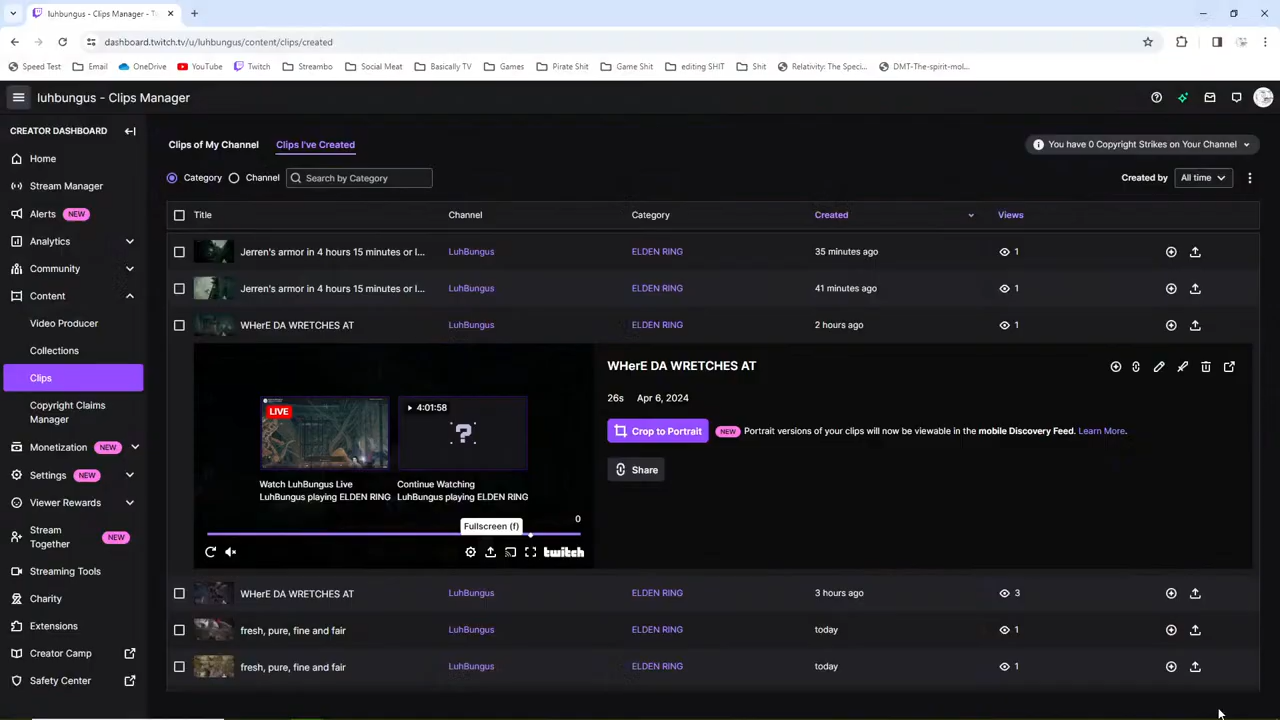 luhbungus - Clips Manager - Tw
dashboard.twitch.tv/u/luhbungus/content/clips/created
Speed Test Email OneDrive YouTube Twitch Streambo Social Meat Basically TV Games Pirate Shit Game Shit editing SHIT Shit Relativity: The Speci... DMT-The-spirit-mol...
luhbungus - Clips Manager
CREATOR DASHBOARD
Home
Stream Manager
Alerts NEW
Analytics
Community
Content
Video Producer
Collections
Clips
Copyright Claims
Manager
Monetization NEW
Settings NEW
Viewer Rewards
Stream
Together NEW
Streaming Tools
Charity
Extensions
Creator Camp
Safety Center
Clips of My Channel Clips I've Created
You have 0 Copyright Strikes on Your Channel
Category Channel Search by Category
Created by All time
Title Channel Category Created Views
Jerren's armor in 4 hours 15 minutes or l... LuhBungus ELDEN RING 35 minutes ago 1
Jerren's armor in 4 hours 15 minutes or l... LuhBungus ELDEN RING 41 minutes ago 1
WHerE DA WRETCHES AT LuhBungus ELDEN RING 2 hours ago 1
LIVE
4:01:58
?
Watch LuhBungus Live
LuhBungus playing ELDEN RING
Continue Watching
LuhBungus playing ELDEN RING
0
Fullscreen (f)
twitch
WHerE DA WRETCHES AT
26s Apr 6, 2024
Crop to Portrait NEW Portrait versions of your clips will now be viewable in the mobile Discovery Feed. Learn More.
Share
WHerE DA WRETCHES AT LuhBungus ELDEN RING 3 hours ago 3
fresh, pure, fine and fair LuhBungus ELDEN RING today 1
fresh, pure, fine and fair LuhBungus ELDEN RING today 1